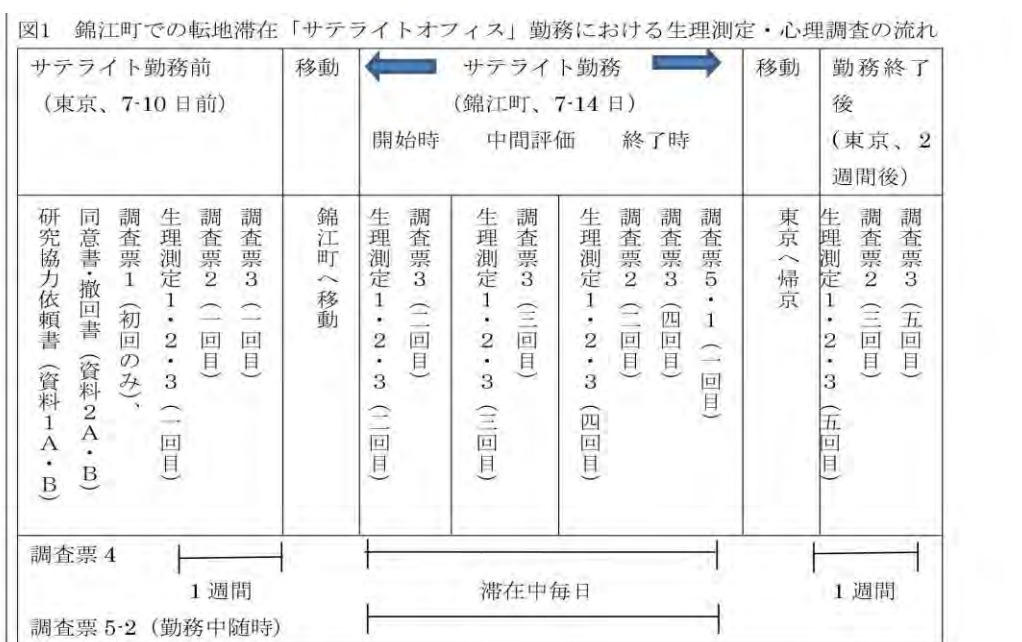 図1 錦江町での転地滞在「サテライトオフィス」勤務における生理測定・心理調査の流れ
サテライト勤務前
（東京、7-10 日前）
移動
サテライト勤務
（錦江町、7-14 日）
開始時 中間評価 終了時
移動
勤務終了
後
（東京、2
週間後）
研究協力依頼書（資料1A・B）
同意書・撤回書（資料2A・B）
調査票1（初回のみ）、
生理測定1・2・3（一回目）
調査票2（一回目）
調査票3（一回目）
錦江町へ移動
生理測定1・2・3（二回目）
調査票3（二回目）
生理測定1・2・3（三回目）
調査票3（三回目）
生理測定1・2・3（四回目）
調査票2（二回目）
調査票3（四回目）
調査票5・1（一回目）
東京へ帰京
生理測定1・2・3（五回目）
調査票2（三回目）
調査票3（五回目）
調査票 4
1 週間
滞在中毎日
1 週間
調査票 5-2（勤務中随時）